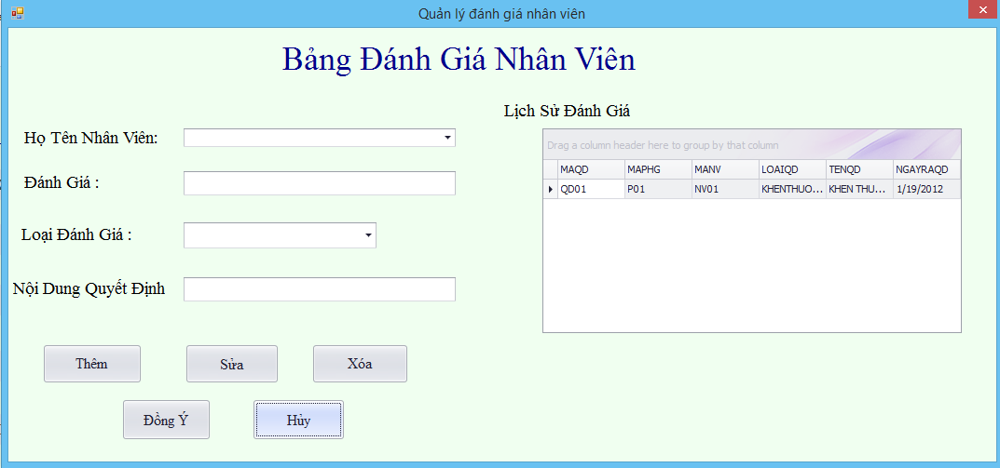 Quản lý đánh giá nhân viên
Bảng Đánh Giá Nhân Viên
Lịch Sử Đánh Giá
Họ Tên Nhân Viên:
Đánh Giá :
Loại Đánh Giá :
Nội Dung Quyết Định
Drag a column header here to group by that column
MAQD MAPHG MANV LOAIQD TENQD NGAYRAQD
QD01 P01 NV01 KHENTHUO... KHEN THU... 1/19/2012
Thêm Sửa Xóa
Đồng Ý Hủy